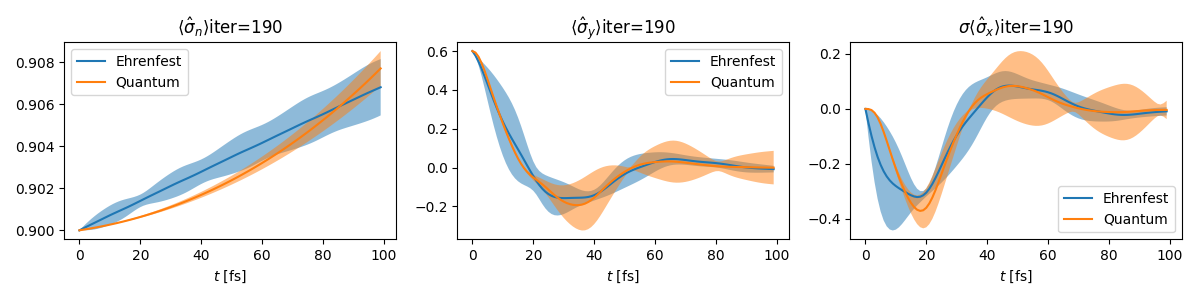 ⟨σ̂ₙ⟩iter=190
0.908
0.906
0.904
0.902
0.900
Ehrenfest
Quantum
0 20 40 60 80 100
t [fs]
⟨σ̂ᵧ⟩iter=190
0.6
0.4
0.2
0.0
−0.2
Ehrenfest
Quantum
0 20 40 60 80 100
t [fs]
σ⟨σ̂ₓ⟩iter=190
0.2
0.0
−0.2
−0.4
Ehrenfest
Quantum
0 20 40 60 80 100
t [fs]